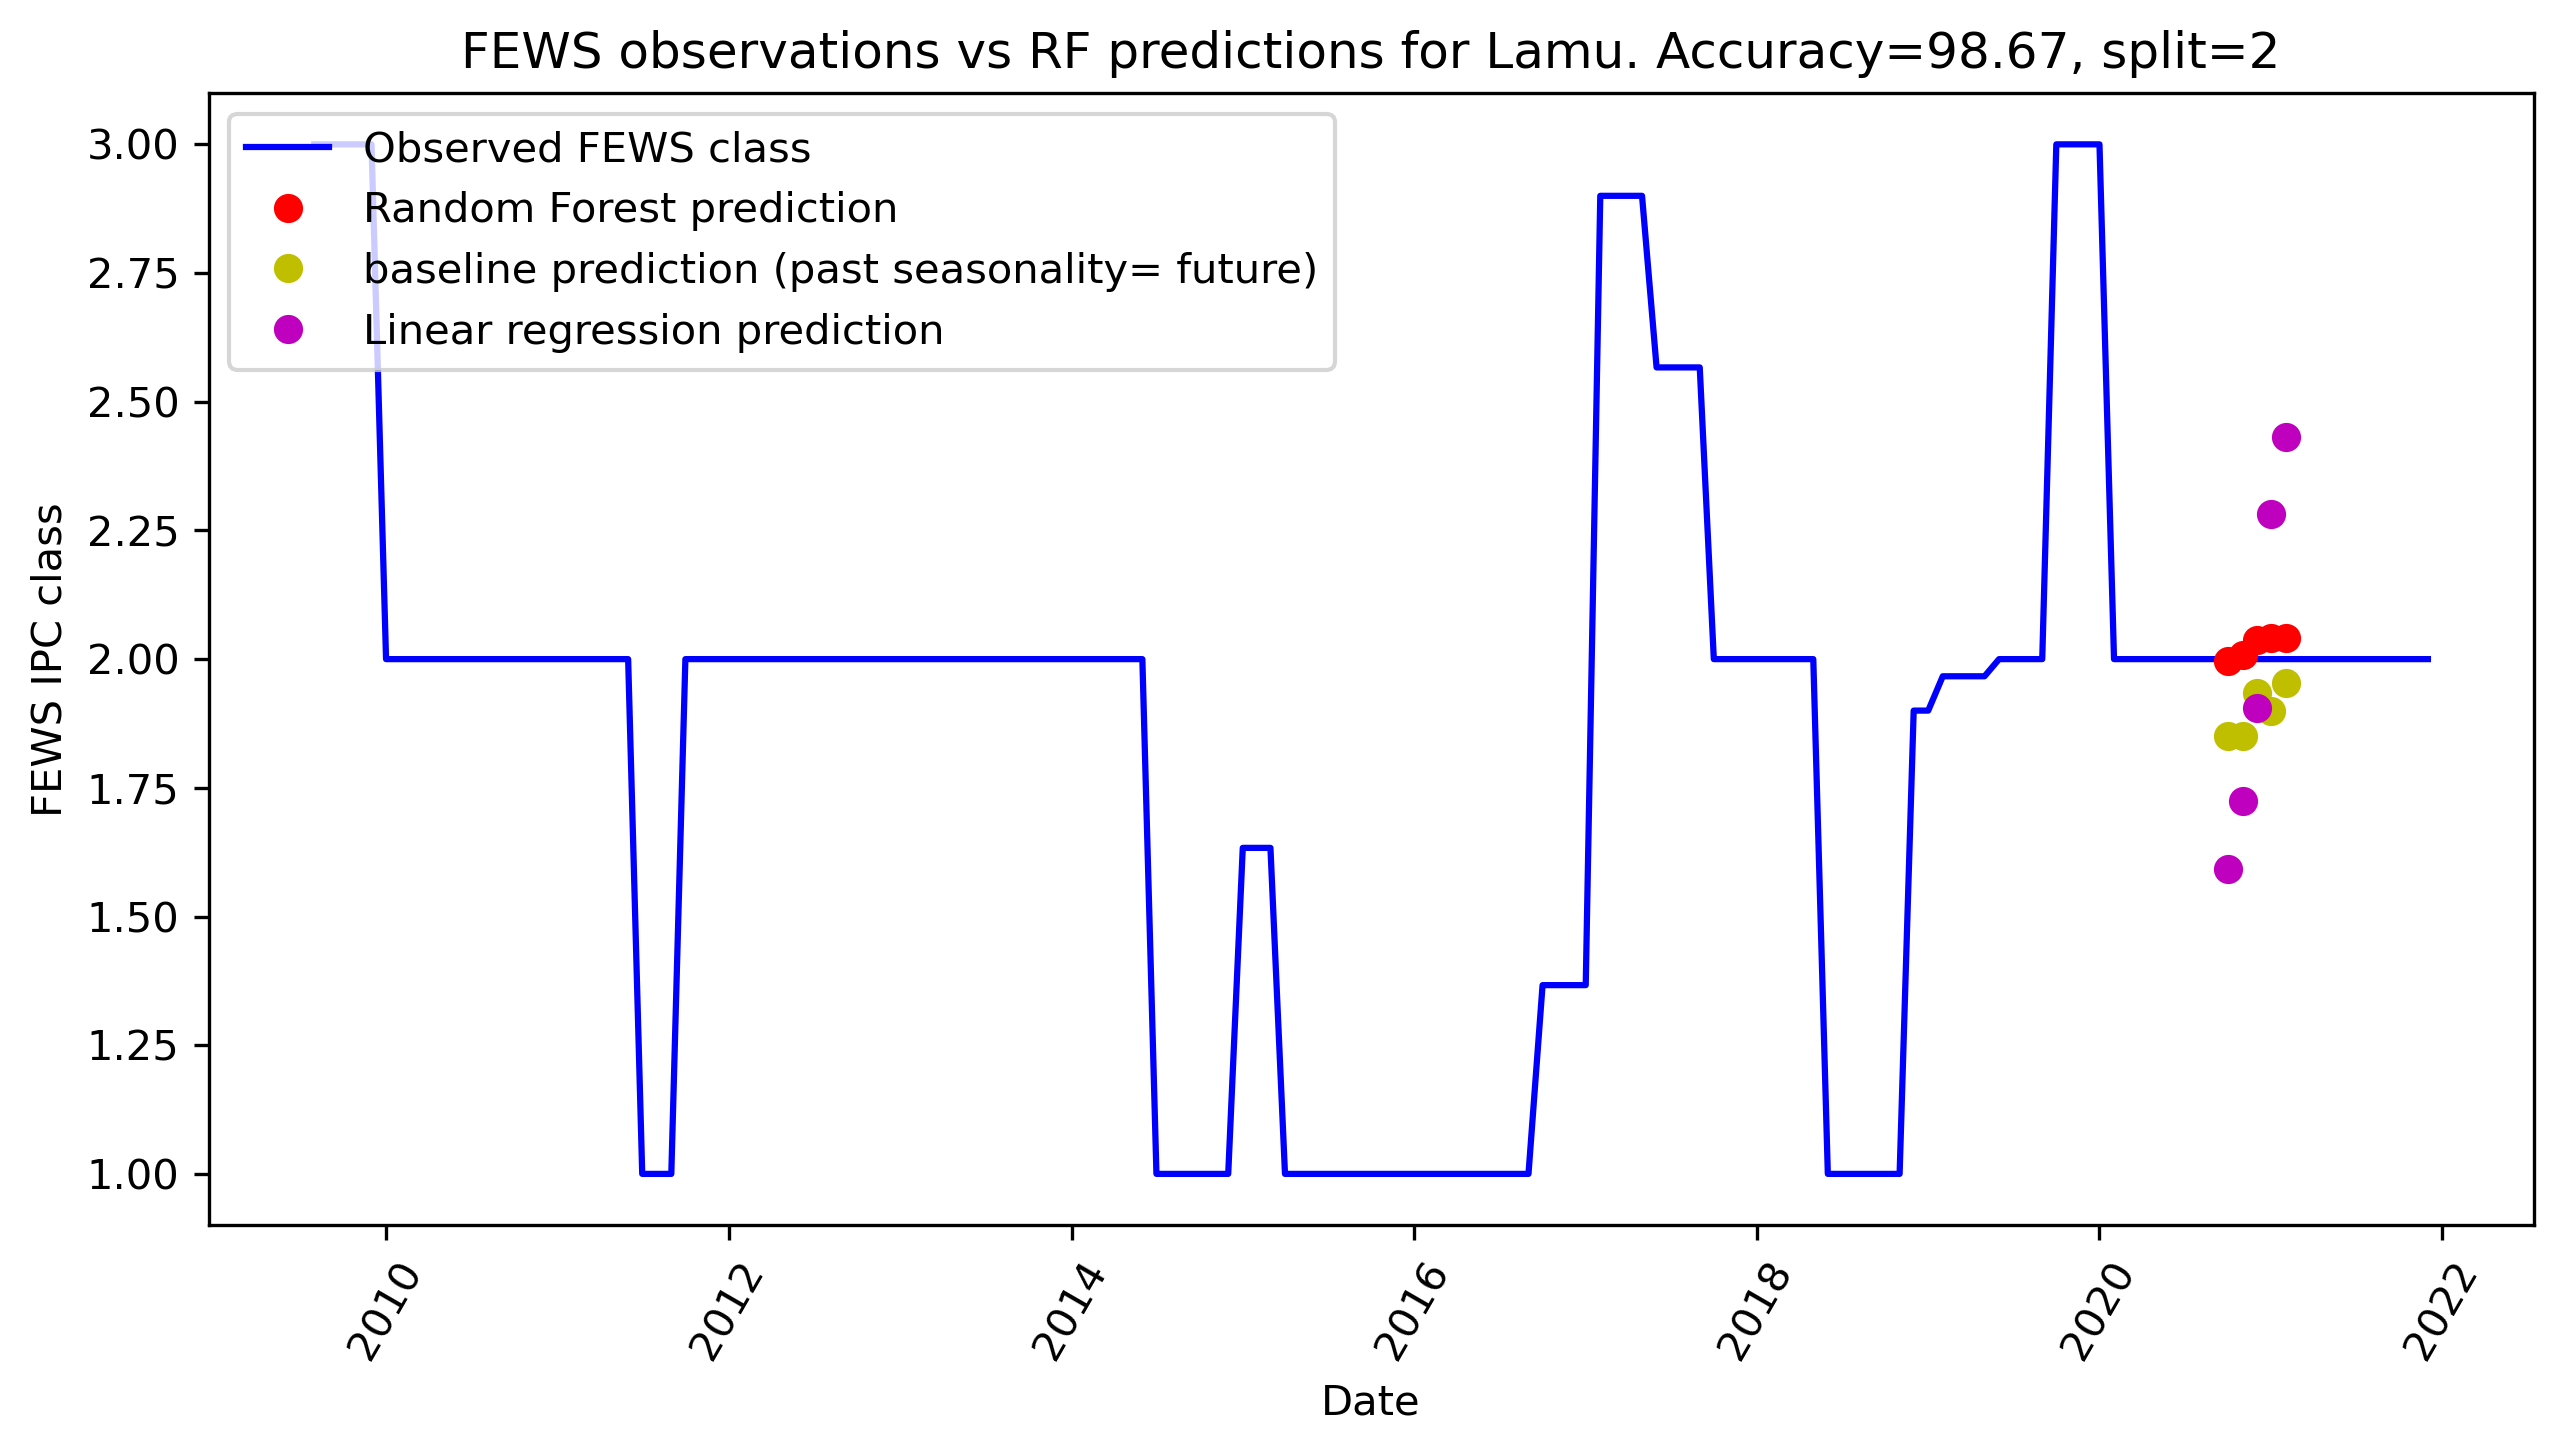 FEWS observations vs RF predictions for Lamu. Accuracy=98.67, split=2
Observed FEWS class
Random Forest prediction
baseline prediction (past seasonality= future)
Linear regression prediction
FEWS IPC class
3.00
2.75
2.50
2.25
2.00
1.75
1.50
1.25
1.00
2010
2012
2014
2016
2018
2020
2022
Date